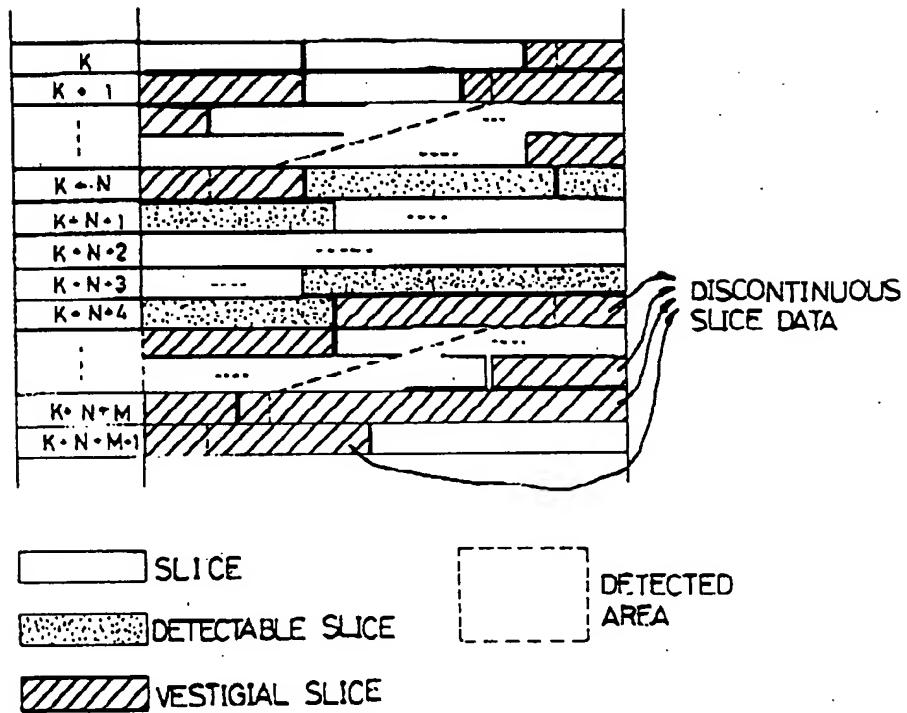 K
K + 1
K + N
K + N + 1
K + N + 2
K + N + 3
K + N + 4
K + N + M
K + N + M + 1
DISCONTINUOUS
SLICE DATA
SLICE
DETECTABLE SLICE
VESTIGIAL SLICE
DETECTED
AREA